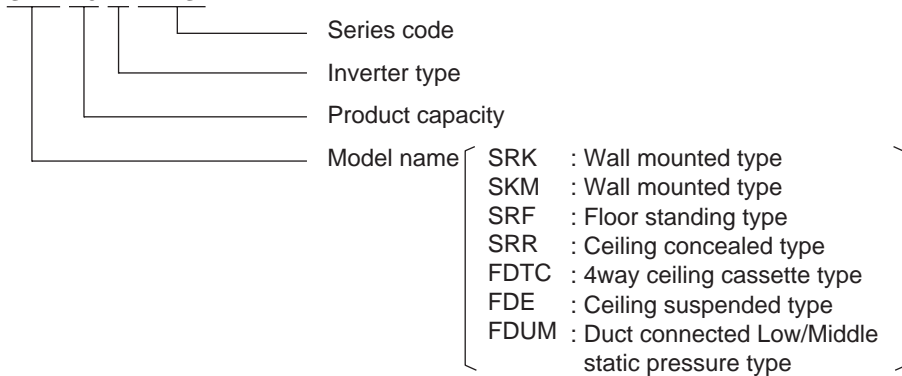 Series code
Inverter type
Product capacity
Model name
SRK : Wall mounted type
SKM : Wall mounted type
SRF : Floor standing type
SRR : Ceiling concealed type
FDTC : 4way ceiling cassette type
FDE : Ceiling suspended type
FDUM : Duct connected Low/Middle
static pressure type